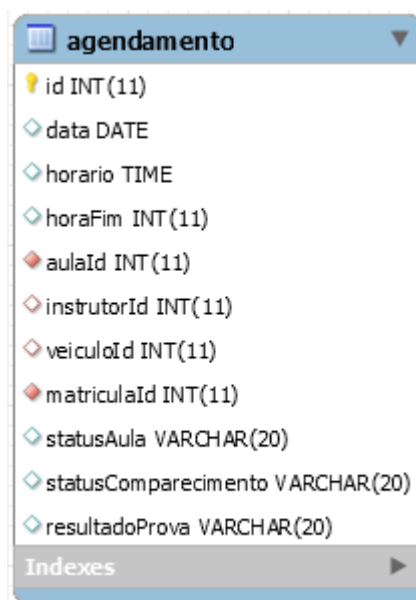 agendamento
id INT(11)
data DATE
horario TIME
horaFim INT(11)
aulaId INT(11)
instrutorId INT(11)
veiculoId INT(11)
matriculaId INT(11)
statusAula VARCHAR(20)
statusComparecimento VARCHAR(20)
resultadoProva VARCHAR(20)
Indexes